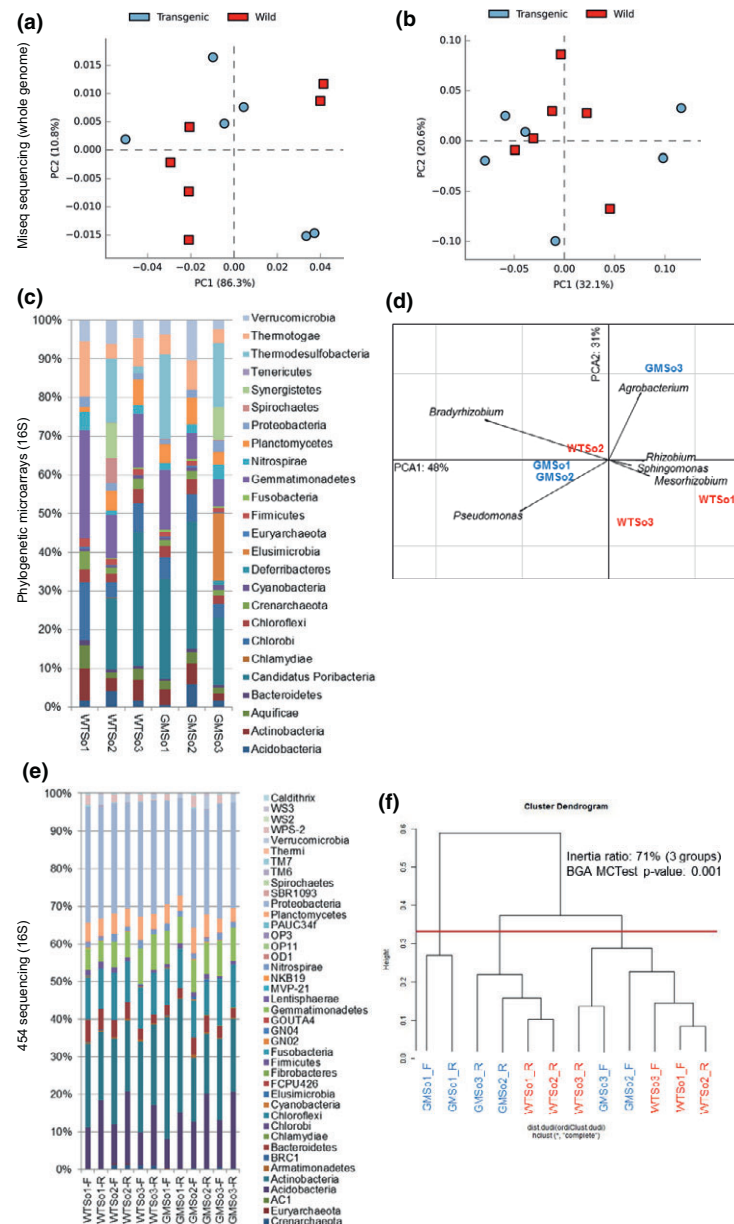 (a)
Transgenic
Wild
Miseq sequencing (whole genome)
PC2 (10.8%)
0.015
0.010
0.005
0.000
−0.005
−0.010
−0.015
−0.04
−0.02
0.00
0.02
0.04
PC1 (86.3%)
(b)
Transgenic
Wild
PC2 (20.6%)
0.10
0.05
0.00
−0.05
−0.10
−0.05
0.00
0.05
0.10
PC1 (32.1%)
(c)
Phylogenetic microarrays (16S)
100%
90%
80%
70%
60%
50%
40%
30%
20%
10%
0%
WTSo1
WTSo2
WTSo3
GMSo1
GMSo2
GMSo3
Verrucomicrobia
Thermotogae
Thermodesulfobacteria
Tenericutes
Synergistetes
Spirochaetes
Proteobacteria
Planctomycetes
Nitrospirae
Gemmatimonadetes
Fusobacteria
Firmicutes
Euryarchaeota
Elusimicrobia
Deferribacteres
Cyanobacteria
Crenarchaeota
Chloroflexi
Chlorobi
Chlamydiae
Candidatus Poribacteria
Bacteroidetes
Aquificae
Actinobacteria
Acidobacteria
(d)
PCA2: 31%
GMSo3
Agrobacterium
Bradyrhizobium
WTSo2
PCA1: 48%
GMSo1
GMSo2
Rhizobium
Sphingomonas
Mesorhizobium
WTSo1
Pseudomonas
WTSo3
(e)
454 sequencing (16S)
100%
90%
80%
70%
60%
50%
40%
30%
20%
10%
0%
WTSo1-F
WTSo1-R
WTSo2-F
WTSo2-R
WTSo3-F
WTSo3-R
GMSo1-F
GMSo1-R
GMSo2-F
GMSo2-R
GMSo3-F
GMSo3-R
Caldithrix
WS3
WS2
WPS-2
Verrucomicrobia
Thermi
TM7
TM6
Spirochaetes
SBR1093
Proteobacteria
Planctomycetes
PAUC34f
OP3
OP11
OD1
Nitrospirae
NKB19
MVP-21
Lentisphaerae
Gemmatimonadetes
GOUTA4
GN04
GN02
Fusobacteria
Firmicutes
Fibrobacteres
FCPU426
Elusimicrobia
Cyanobacteria
Chloroflexi
Chlorobi
Chlamydiae
Bacteroidetes
BRC1
Armatimonadetes
Actinobacteria
Acidobacteria
AC1
Euryarchaeota
Crenarchaeota
(f)
Cluster Dendrogram
Inertia ratio: 71% (3 groups)
BGA MCTest p-value. 0.001
Height
0.6
0.5
0.4
0.3
0.2
0.1
0.0
GMSo1_F
GMSc1_R
GMSo3_R
GMSo2_R
WTSo1_R
WTSo2_R
WTSo3_R
GMSo3_F
GMSo2_F
WTSo3_F
WTSo1_F
WTSo2_R
dist.dudi(ordiClust.dudi)
hclust (*, "complete")